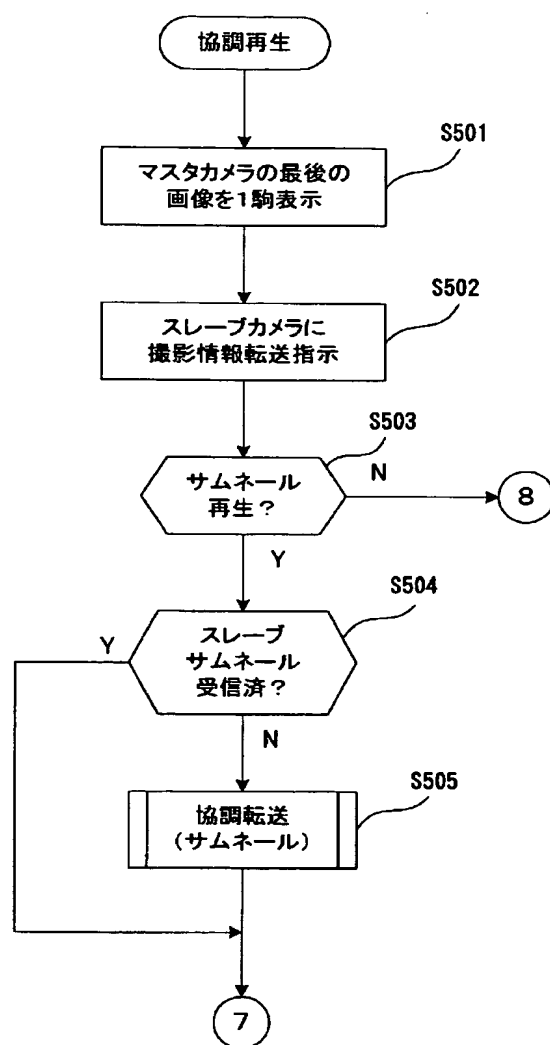 協調再生
S501
マスタカメラの最後の
画像を1駒表示
S502
スレーブカメラに
撮影情報転送指示
S503
サムネール
再生？
N
8
Y
S504
Y
スレーブ
サムネール
受信済？
N
S505
協調転送
（サムネール）
7